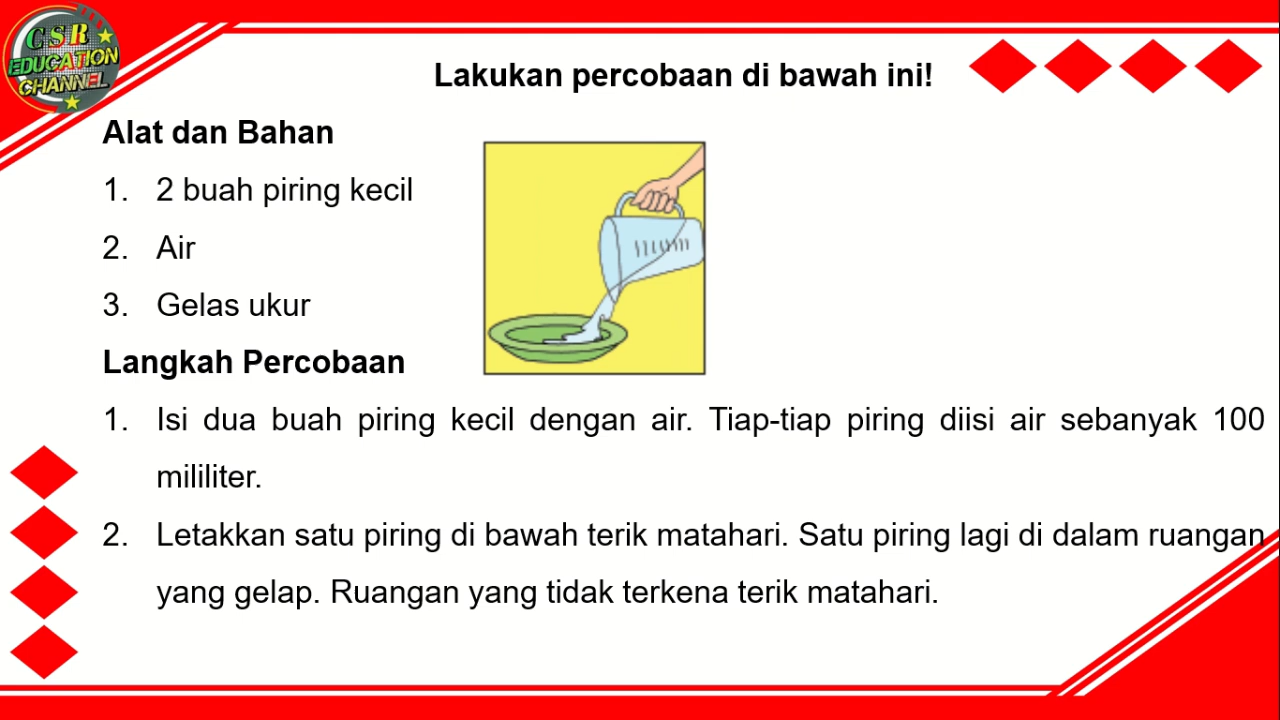 CSR
EDUCATION
CHANNEL
Lakukan percobaan di bawah ini!
Alat dan Bahan
1. 2 buah piring kecil
2. Air
3. Gelas ukur
Langkah Percobaan
1. Isi dua buah piring kecil dengan air. Tiap-tiap piring diisi air sebanyak 100
mililiter.
2. Letakkan satu piring di bawah terik matahari. Satu piring lagi di dalam ruangan
yang gelap. Ruangan yang tidak terkena terik matahari.